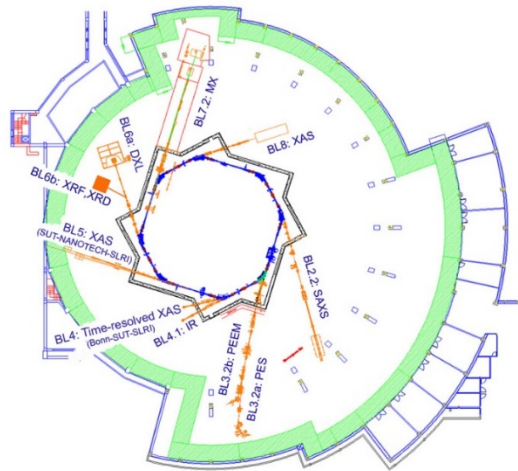 BL7.2: MX
BL6a: DXL
BL8: XAS
BL6b: XRF,XRD
BL5: XAS
(SUT-NANOTECH-SLRI)
BL2.2: SAXS
BL4: Time-resolved XAS
(Bonn-SUT-SLRI)
BL4.1: IR
BL3.2b: PEEM
BL3.2a: PES